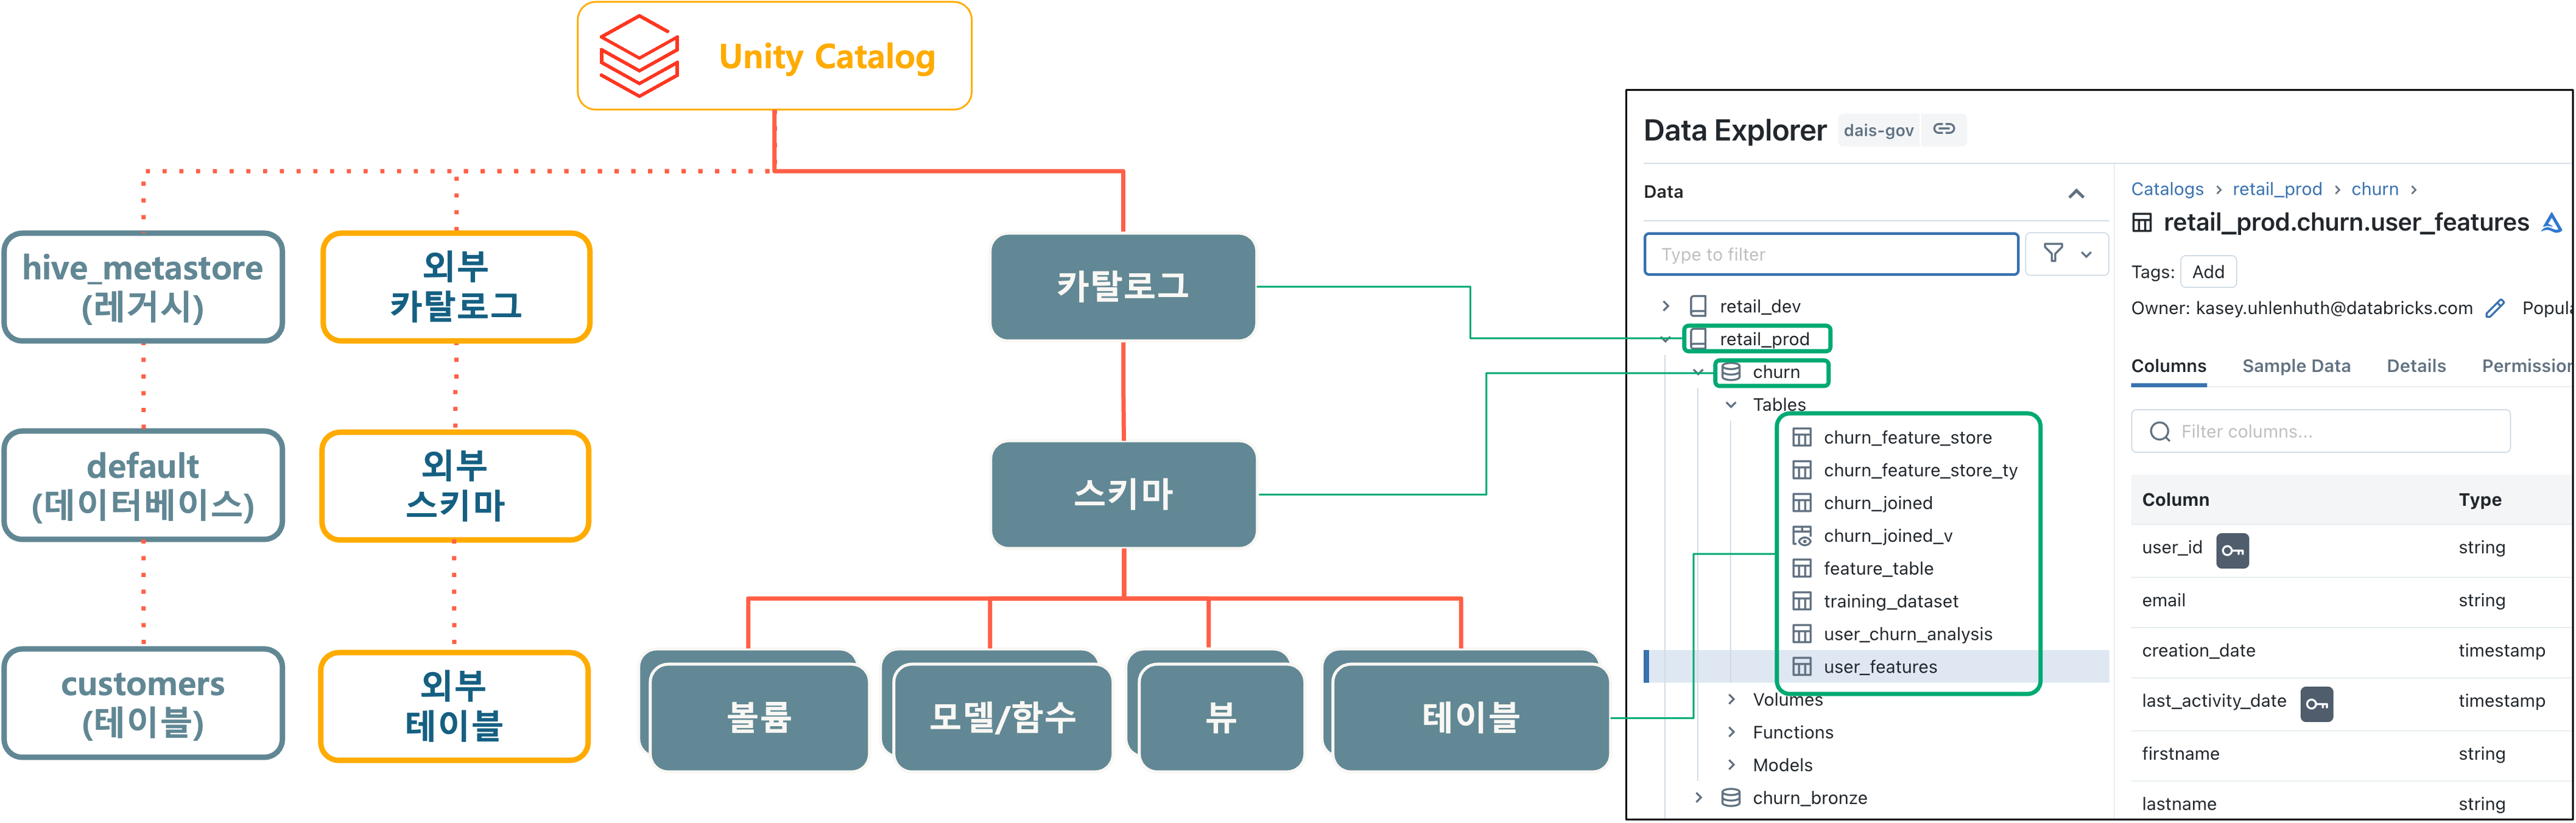 Unity Catalog
hive_metastore
(레거시)
외부
카탈로그
카탈로그
default
(데이터베이스)
외부
스키마
스키마
customers
(테이블)
외부
테이블
볼륨
모델/함수
뷰
테이블
Data Explorer
dais-gov
Data
Type to filter
retail_dev
retail_prod
churn
Tables
churn_feature_store
churn_feature_store_ty
churn_joined
churn_joined_v
feature_table
training_dataset
user_churn_analysis
user_features
Volumes
Functions
Models
churn_bronze
Catalogs > retail_prod > churn >
retail_prod.churn.user_features
Tags: Add
Owner: kasey.uhlenhuth@databricks.com Popula
Columns Sample Data Details Permission
Filter columns...
Column Type
user_id string
email string
creation_date timestamp
last_activity_date timestamp
firstname string
lastname string